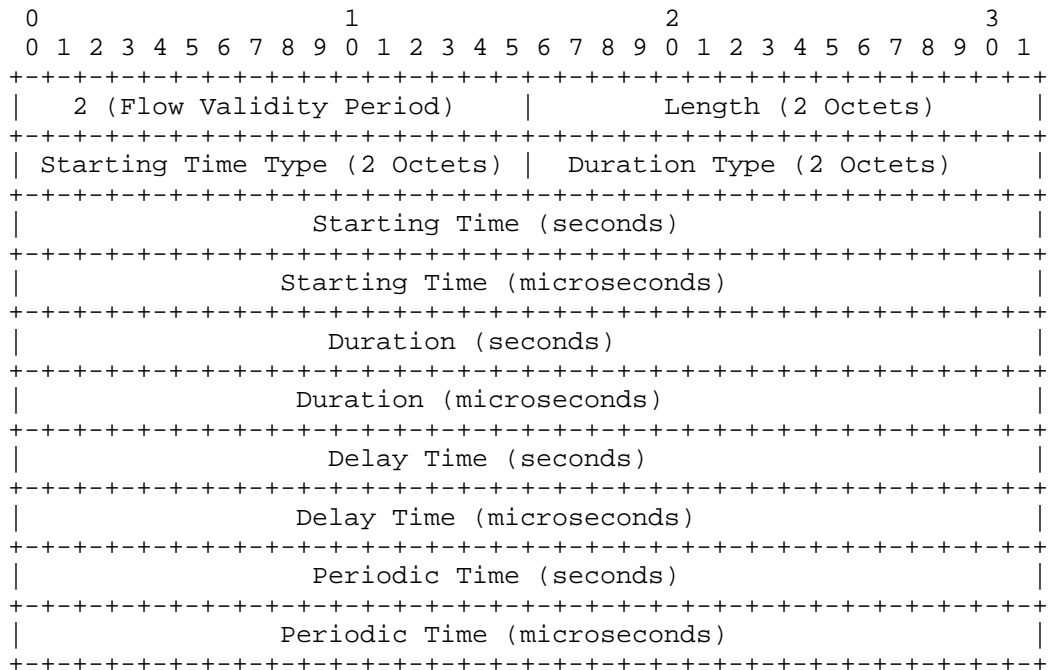 0                   1                   2                   3
 0 1 2 3 4 5 6 7 8 9 0 1 2 3 4 5 6 7 8 9 0 1 2 3 4 5 6 7 8 9 0 1
+-+-+-+-+-+-+-+-+-+-+-+-+-+-+-+-+-+-+-+-+-+-+-+-+-+-+-+-+-+-+-+-+
|   2 (Flow Validity Period)    |        Length (2 Octets)      |
+-+-+-+-+-+-+-+-+-+-+-+-+-+-+-+-+-+-+-+-+-+-+-+-+-+-+-+-+-+-+-+-+
| Starting Time Type (2 Octets) |  Duration Type (2 Octets)     |
+-+-+-+-+-+-+-+-+-+-+-+-+-+-+-+-+-+-+-+-+-+-+-+-+-+-+-+-+-+-+-+-+
|                  Starting Time (seconds)                      |
+-+-+-+-+-+-+-+-+-+-+-+-+-+-+-+-+-+-+-+-+-+-+-+-+-+-+-+-+-+-+-+-+
|                Starting Time (microseconds)                   |
+-+-+-+-+-+-+-+-+-+-+-+-+-+-+-+-+-+-+-+-+-+-+-+-+-+-+-+-+-+-+-+-+
|                   Duration (seconds)                          |
+-+-+-+-+-+-+-+-+-+-+-+-+-+-+-+-+-+-+-+-+-+-+-+-+-+-+-+-+-+-+-+-+
|                 Duration (microseconds)                       |
+-+-+-+-+-+-+-+-+-+-+-+-+-+-+-+-+-+-+-+-+-+-+-+-+-+-+-+-+-+-+-+-+
|                   Delay Time (seconds)                        |
+-+-+-+-+-+-+-+-+-+-+-+-+-+-+-+-+-+-+-+-+-+-+-+-+-+-+-+-+-+-+-+-+
|                 Delay Time (microseconds)                     |
+-+-+-+-+-+-+-+-+-+-+-+-+-+-+-+-+-+-+-+-+-+-+-+-+-+-+-+-+-+-+-+-+
|                  Periodic Time (seconds)                      |
+-+-+-+-+-+-+-+-+-+-+-+-+-+-+-+-+-+-+-+-+-+-+-+-+-+-+-+-+-+-+-+-+
|                Periodic Time (microseconds)                   |
+-+-+-+-+-+-+-+-+-+-+-+-+-+-+-+-+-+-+-+-+-+-+-+-+-+-+-+-+-+-+-+-+